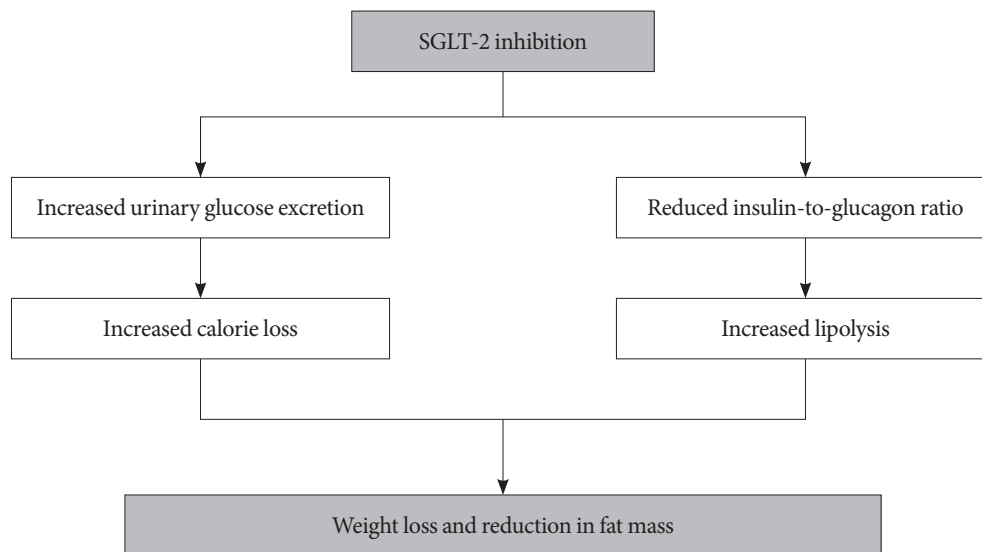 SGLT-2 inhibition
Increased urinary glucose excretion
Reduced insulin-to-glucagon ratio
Increased calorie loss
Increased lipolysis
Weight loss and reduction in fat mass